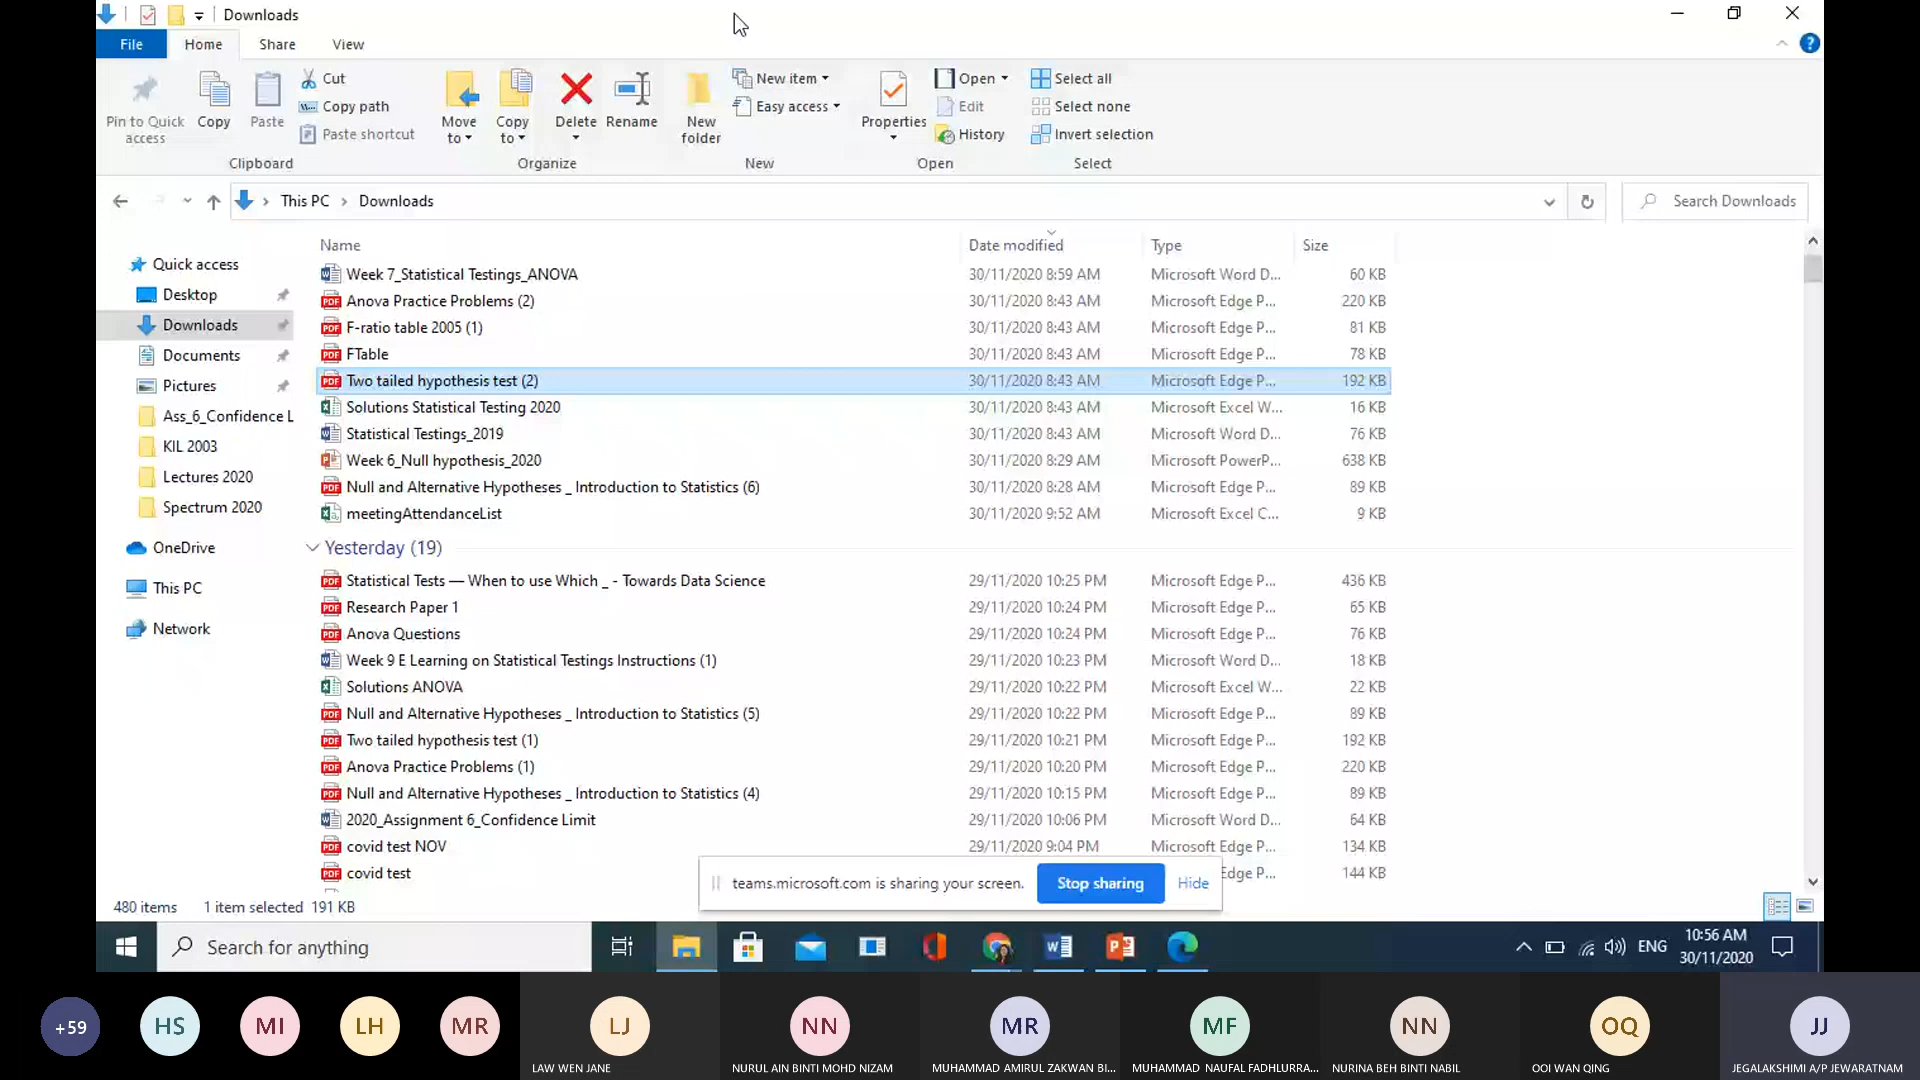 Downloads
File Home Share View
Pin to Quick access
Copy
Paste
Cut
Copy path
Paste shortcut
Clipboard
Move to
Copy to
Delete
Rename
Organize
New folder
New item
Easy access
New
Properties
Open
Edit
History
Open
Select all
Select none
Invert selection
Select
This PC > Downloads
Search Downloads
Quick access
Desktop
Downloads
Documents
Pictures
Ass_6_Confidence L
KIL 2003
Lectures 2020
Spectrum 2020
OneDrive
This PC
Network
Name Date modified Type Size
Week 7_Statistical Testings_ANOVA 30/11/2020 8:59 AM Microsoft Word D... 60 KB
Anova Practice Problems (2) 30/11/2020 8:43 AM Microsoft Edge P... 220 KB
F-ratio table 2005 (1) 30/11/2020 8:43 AM Microsoft Edge P... 81 KB
FTable 30/11/2020 8:43 AM Microsoft Edge P... 78 KB
Two tailed hypothesis test (2) 30/11/2020 8:43 AM Microsoft Edge P... 192 KB
Solutions Statistical Testing 2020 30/11/2020 8:43 AM Microsoft Excel W... 16 KB
Statistical Testings_2019 30/11/2020 8:43 AM Microsoft Word D... 76 KB
Week 6_Null hypothesis_2020 30/11/2020 8:29 AM Microsoft PowerP... 638 KB
Null and Alternative Hypotheses _ Introduction to Statistics (6) 30/11/2020 8:28 AM Microsoft Edge P... 89 KB
meetingAttendanceList 30/11/2020 9:52 AM Microsoft Excel C... 9 KB
Yesterday (19)
Statistical Tests — When to use Which _ - Towards Data Science 29/11/2020 10:25 PM Microsoft Edge P... 436 KB
Research Paper 1 29/11/2020 10:24 PM Microsoft Edge P... 65 KB
Anova Questions 29/11/2020 10:24 PM Microsoft Edge P... 76 KB
Week 9 E Learning on Statistical Testings Instructions (1) 29/11/2020 10:23 PM Microsoft Word D... 18 KB
Solutions ANOVA 29/11/2020 10:22 PM Microsoft Excel W... 22 KB
Null and Alternative Hypotheses _ Introduction to Statistics (5) 29/11/2020 10:22 PM Microsoft Edge P... 89 KB
Two tailed hypothesis test (1) 29/11/2020 10:21 PM Microsoft Edge P... 192 KB
Anova Practice Problems (1) 29/11/2020 10:20 PM Microsoft Edge P... 220 KB
Null and Alternative Hypotheses _ Introduction to Statistics (4) 29/11/2020 10:15 PM Microsoft Edge P... 89 KB
2020_Assignment 6_Confidence Limit 29/11/2020 10:06 PM Microsoft Word D... 64 KB
covid test NOV 29/11/2020 9:04 PM Microsoft Edge P... 134 KB
covid test dge P... 144 KB
teams.microsoft.com is sharing your screen. Stop sharing Hide
480 items 1 item selected 191 KB
Search for anything
ENG
10:56 AM
30/11/2020
+59 HS MI LH MR LJ NN MR MF NN OQ JJ
LAW WEN JANE
NURUL AIN BINTI MOHD NIZAM
MUHAMMAD AMIRUL ZAKWAN BI...
MUHAMMAD NAUFAL FADHLURRA...
NURINA BEH BINTI NABIL
OOI WAN QING
JEGALAKSHIMI A/P JEWARATNAM